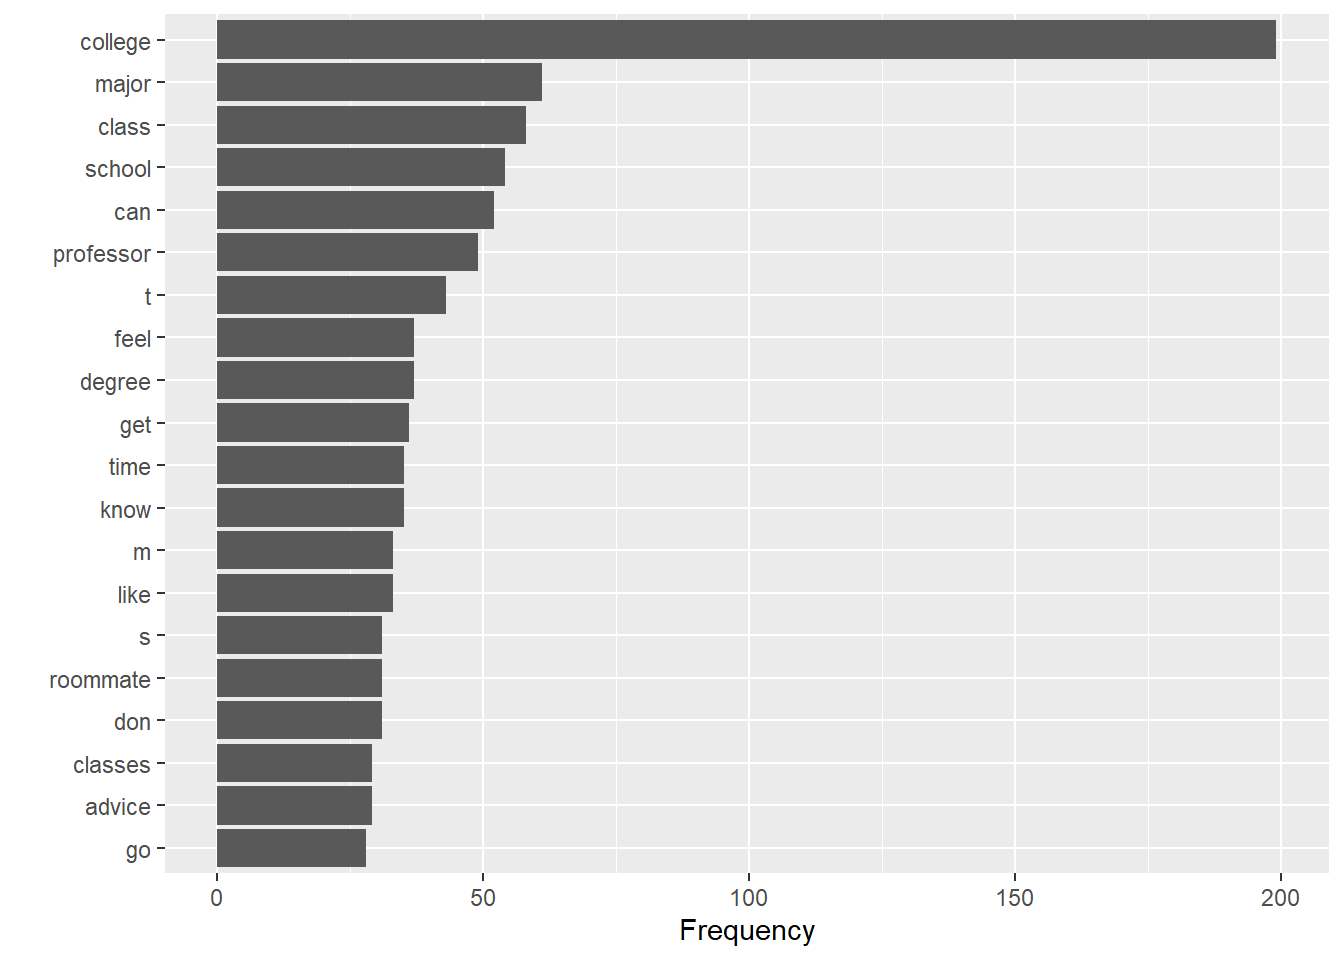 college
major
class
school
can
professor
t
feel
degree
get
time
know
m
like
s
roommate
don
classes
advice
go
0 50 100 150 200
Frequency